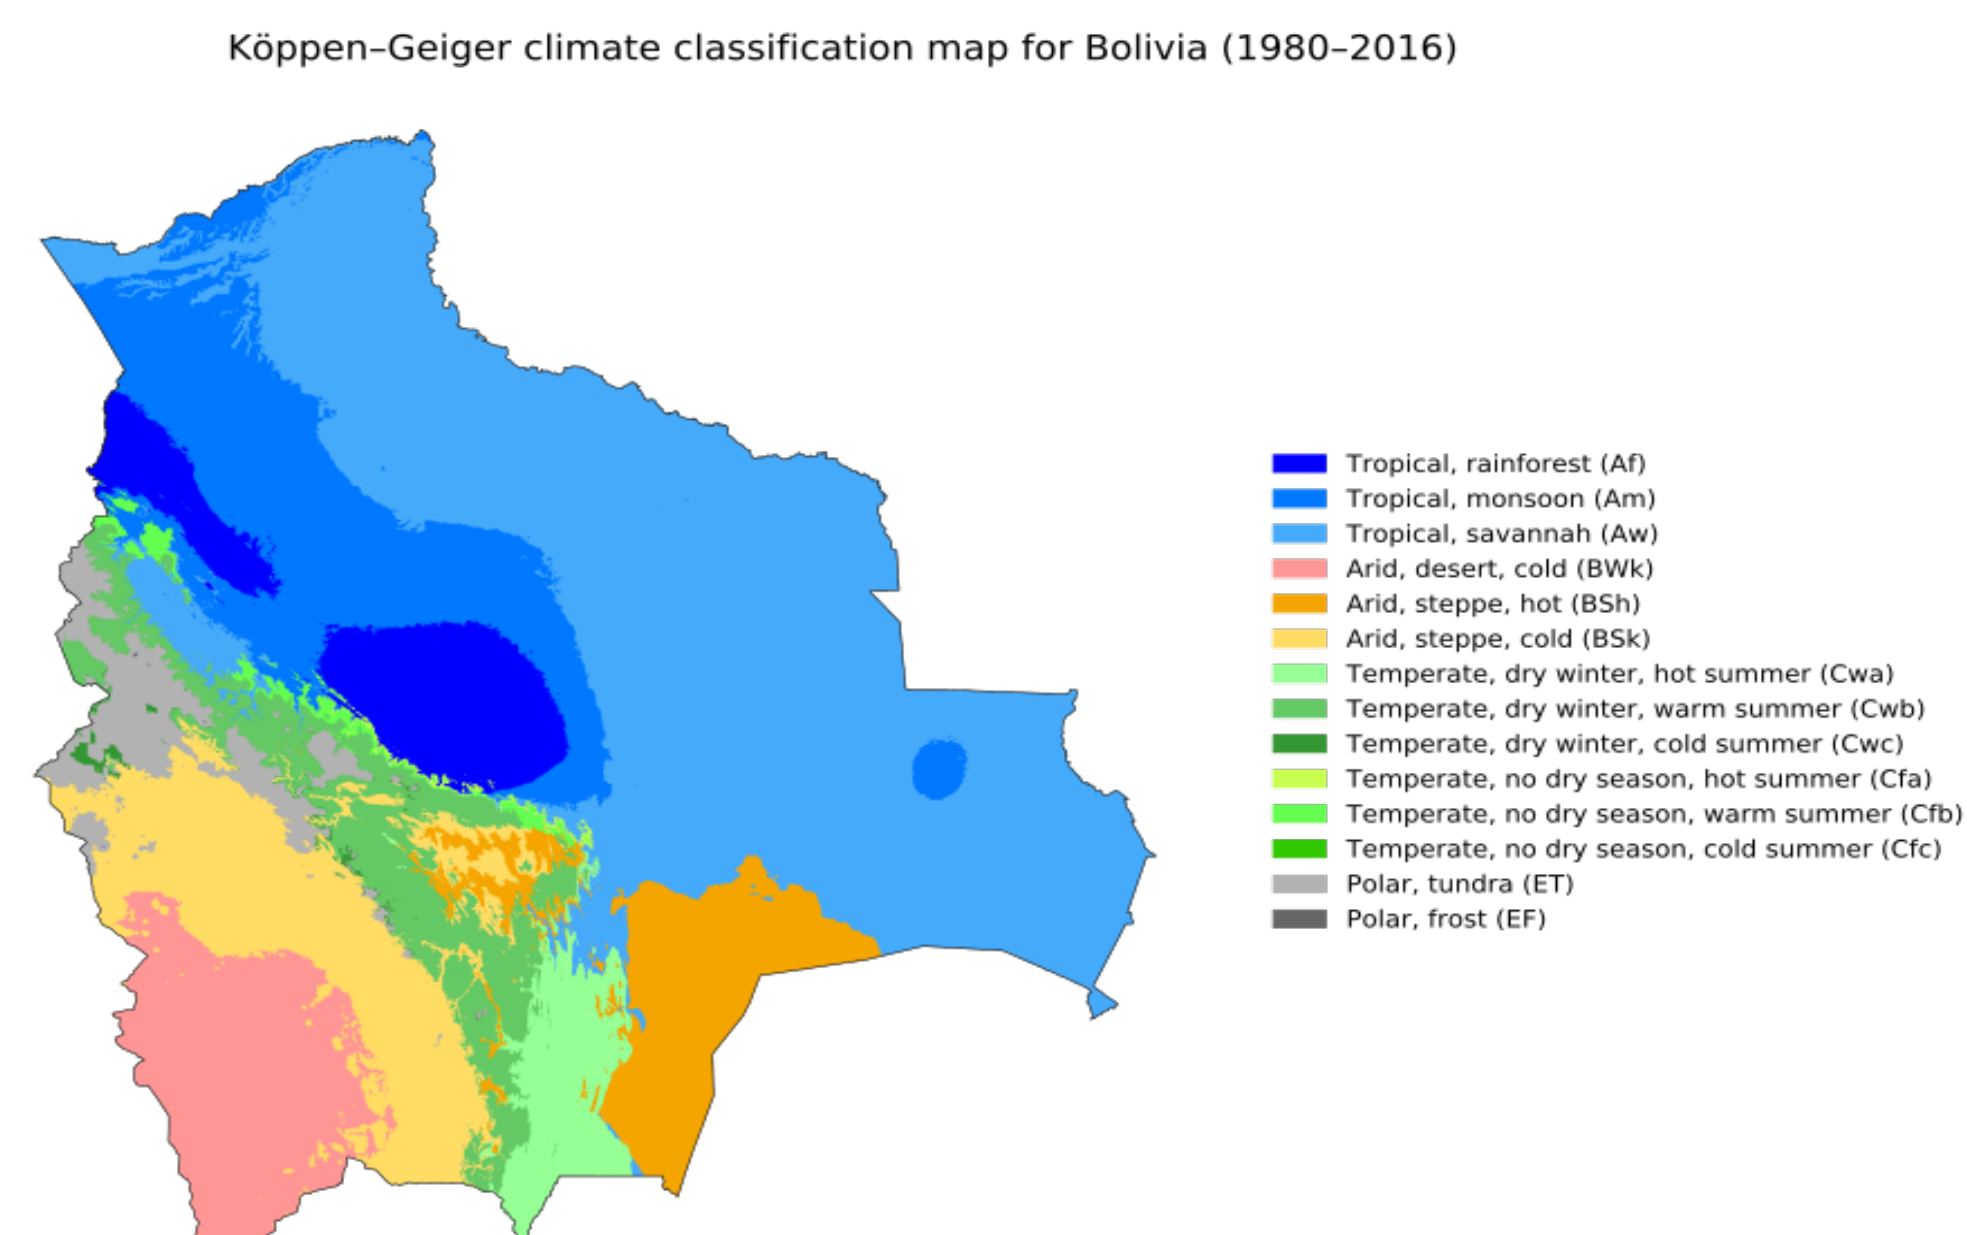 Köppen–Geiger climate classification map for Bolivia (1980–2016)
Tropical, rainforest (Af)
Tropical, monsoon (Am)
Tropical, savannah (Aw)
Arid, desert, cold (BWk)
Arid, steppe, hot (BSh)
Arid, steppe, cold (BSk)
Temperate, dry winter, hot summer (Cwa)
Temperate, dry winter, warm summer (Cwb)
Temperate, dry winter, cold summer (Cwc)
Temperate, no dry season, hot summer (Cfa)
Temperate, no dry season, warm summer (Cfb)
Temperate, no dry season, cold summer (Cfc)
Polar, tundra (ET)
Polar, frost (EF)